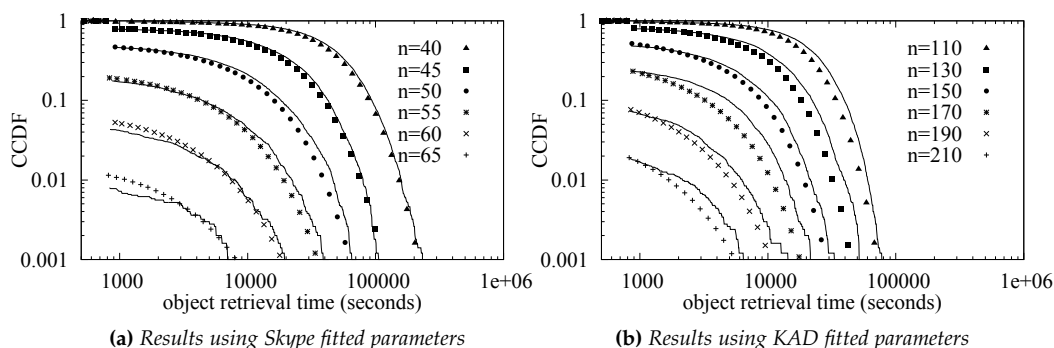 1
0.1
0.01
0.001
CCDF
1000 10000 100000 1e+06
object retrieval time (seconds)
n=40
n=45
n=50
n=55
n=60
n=65
(a) Results using Skype fitted parameters
1
0.1
0.01
0.001
CCDF
1000 10000 100000 1e+06
object retrieval time (seconds)
n=110
n=130
n=150
n=170
n=190
n=210
(b) Results using KAD fitted parameters